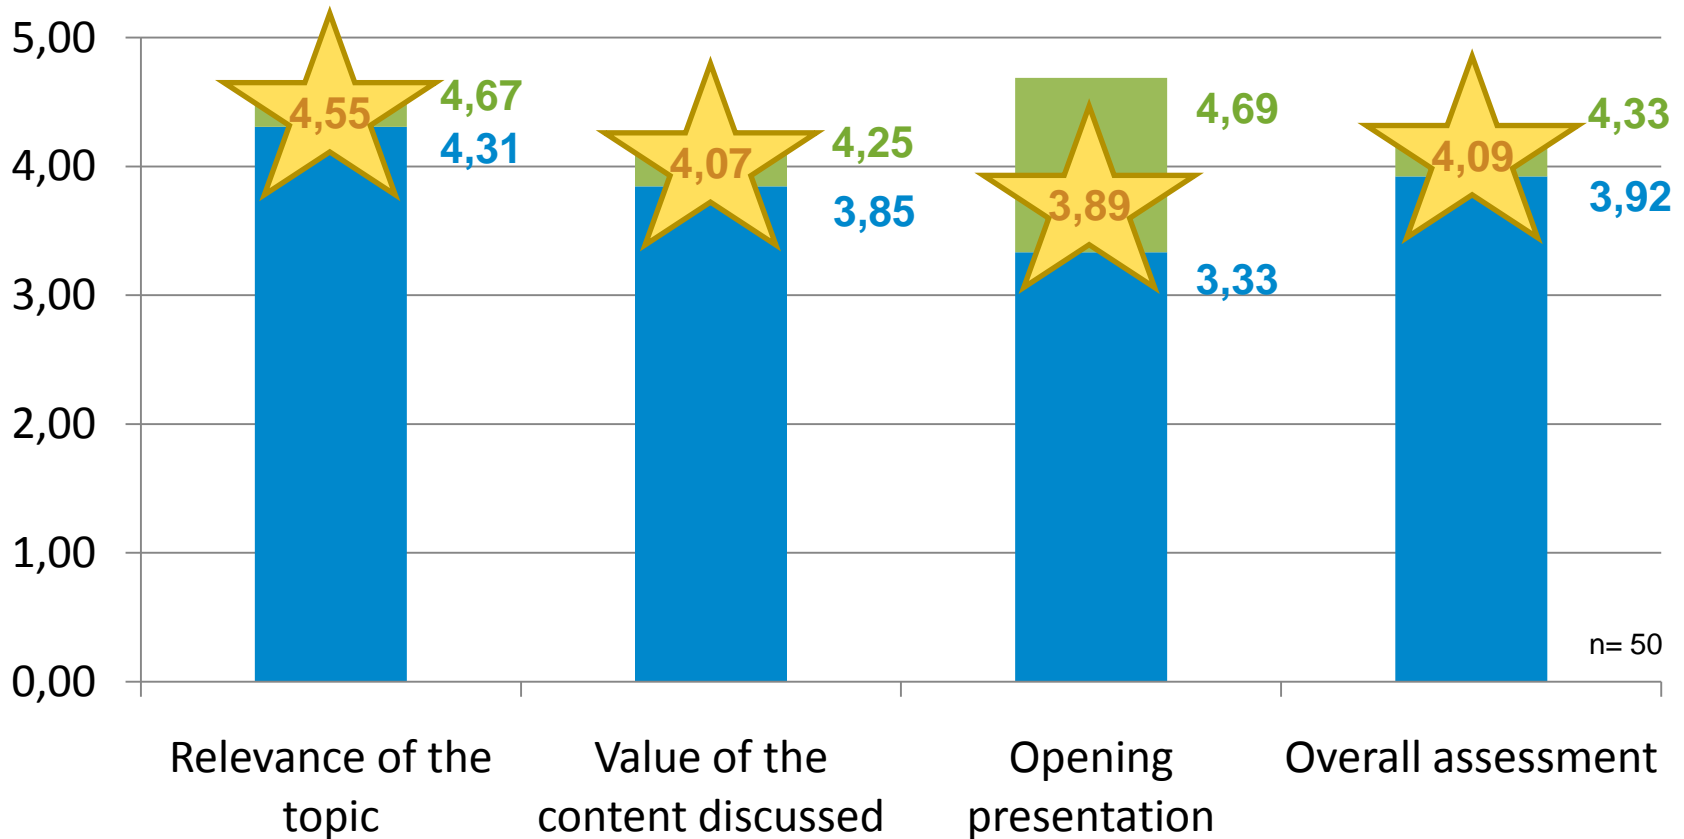 5,00
4,00
3,00
2,00
1,00
0,00
4,55
4,67
4,31
4,07
4,25
3,85
3,89
4,69
3,33
4,09
4,33
3,92
n= 50
Relevance of the
topic
Value of the
content discussed
Opening
presentation
Overall assessment